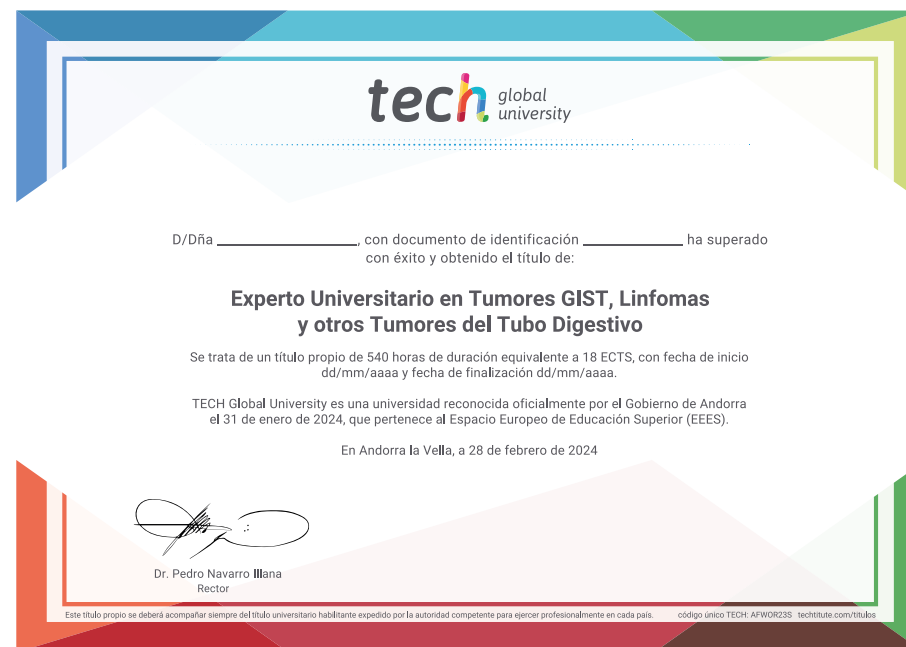 tech global university
D/Dña ____________________, con documento de identificación ______________ ha superado
con éxito y obtenido el título de:
Experto Universitario en Tumores GIST, Linfomas
y otros Tumores del Tubo Digestivo
Se trata de un título propio de 540 horas de duración equivalente a 18 ECTS, con fecha de inicio
dd/mm/aaaa y fecha de finalización dd/mm/aaaa.
TECH Global University es una universidad reconocida oficialmente por el Gobierno de Andorra
el 31 de enero de 2024, que pertenece al Espacio Europeo de Educación Superior (EEES).
En Andorra la Vella, a 28 de febrero de 2024
Dr. Pedro Navarro Illana
Rector
Este título propio se deberá acompañar siempre del título universitario habilitante expedido por la autoridad competente para ejercer profesionalmente en cada país. código único TECH: AFWOR23S techtitute.com/titulos